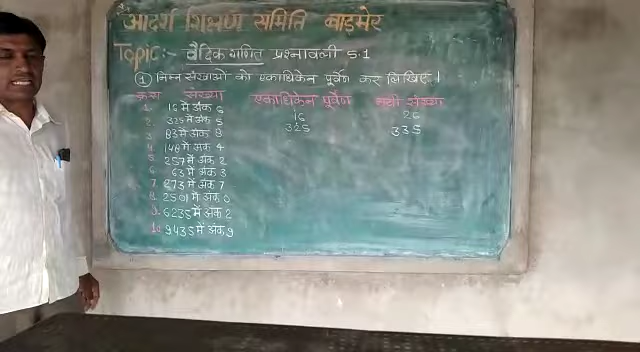 आदर्श शिक्षण समिति बाड़मेर
Topic:- वैदिक गणित प्रश्नावली 5.1
① निम्न संख्याओं को एकाधिकेन पूर्वेण कर लिखिए।
क्रस संख्या एकाधिकेन पूर्वेण नयी संख्या
1. 16 में अंक 6 16 26
2. 325 में अंक 5 325 335
3. 83 में अंक 8
4. 148 में अंक 4
5. 257 में अंक 2
6. 63 में अंक 3
7. 273 में अंक 7
8. 2501 में अंक 0
9. 6235 में अंक 2
10. 9435 में अंक 9